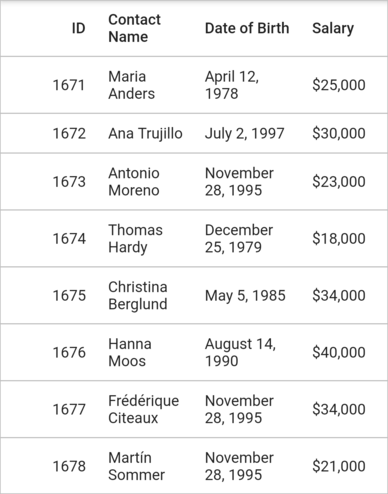 ID Contact Name Date of Birth Salary
1671 Maria Anders April 12, 1978 $25,000
1672 Ana Trujillo July 2, 1997 $30,000
1673 Antonio Moreno November 28, 1995 $23,000
1674 Thomas Hardy December 25, 1979 $18,000
1675 Christina Berglund May 5, 1985 $34,000
1676 Hanna Moos August 14, 1990 $40,000
1677 Frédérique Citeaux November 28, 1995 $34,000
1678 Martín Sommer November 28, 1995 $21,000